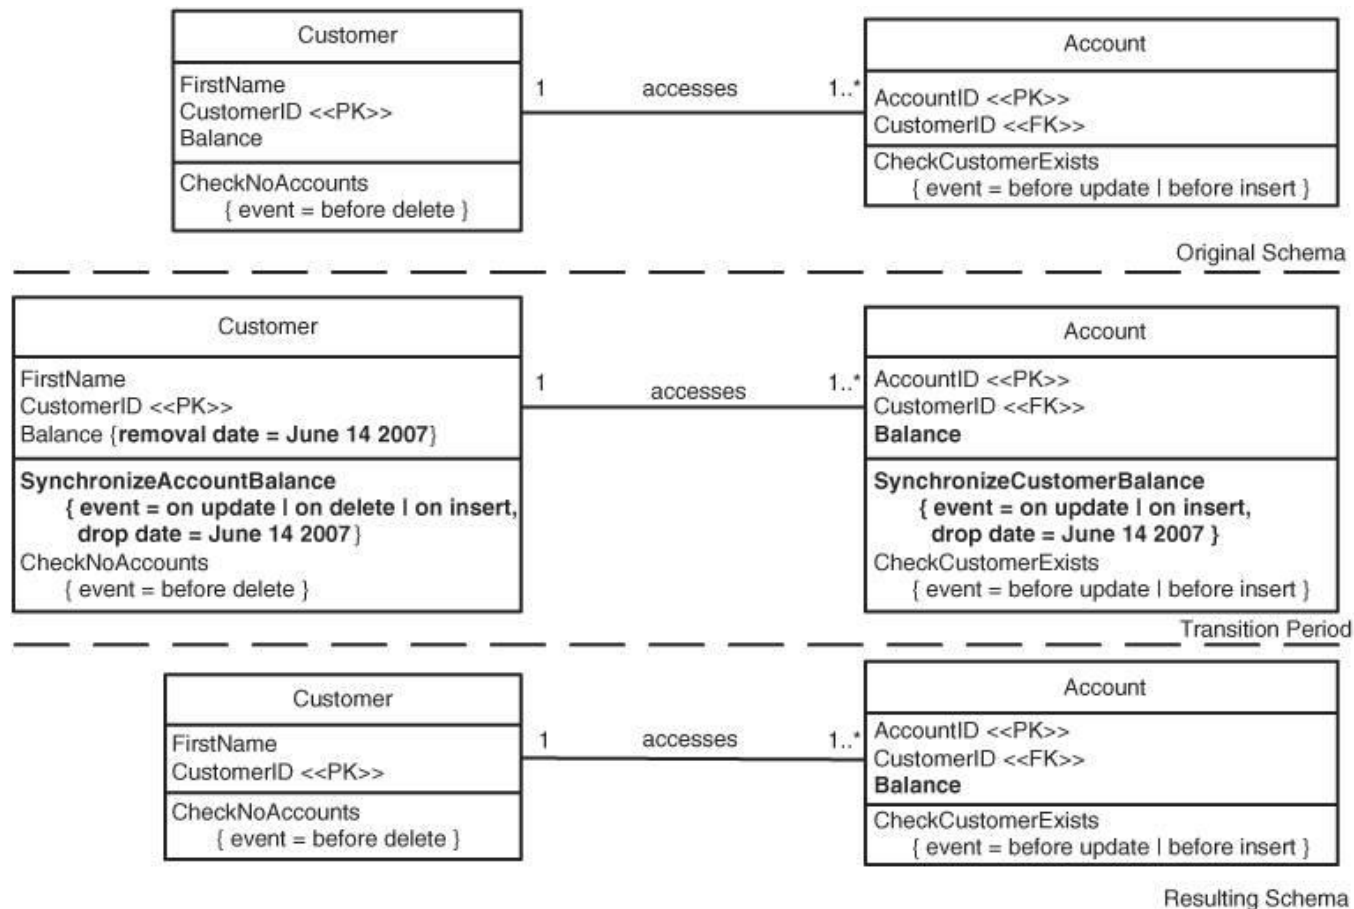 Customer
FirstName
CustomerID <<PK>>
Balance
CheckNoAccounts
{ event = before delete }
1 accesses 1..*
Account
AccountID <<PK>>
CustomerID <<FK>>
CheckCustomerExists
{ event = before update | before insert }
Original Schema
Customer
FirstName
CustomerID <<PK>>
Balance {removal date = June 14 2007}
SynchronizeAccountBalance
{ event = on update | on delete | on insert,
drop date = June 14 2007}
CheckNoAccounts
{ event = before delete }
1 accesses 1..*
Account
AccountID <<PK>>
CustomerID <<FK>>
Balance
SynchronizeCustomerBalance
{ event = on update | on insert,
drop date = June 14 2007 }
CheckCustomerExists
{ event = before update | before insert }
Transition Period
Customer
FirstName
CustomerID <<PK>>
CheckNoAccounts
{ event = before delete }
1 accesses 1..*
Account
AccountID <<PK>>
CustomerID <<FK>>
Balance
CheckCustomerExists
{ event = before update | before insert }
Resulting Schema